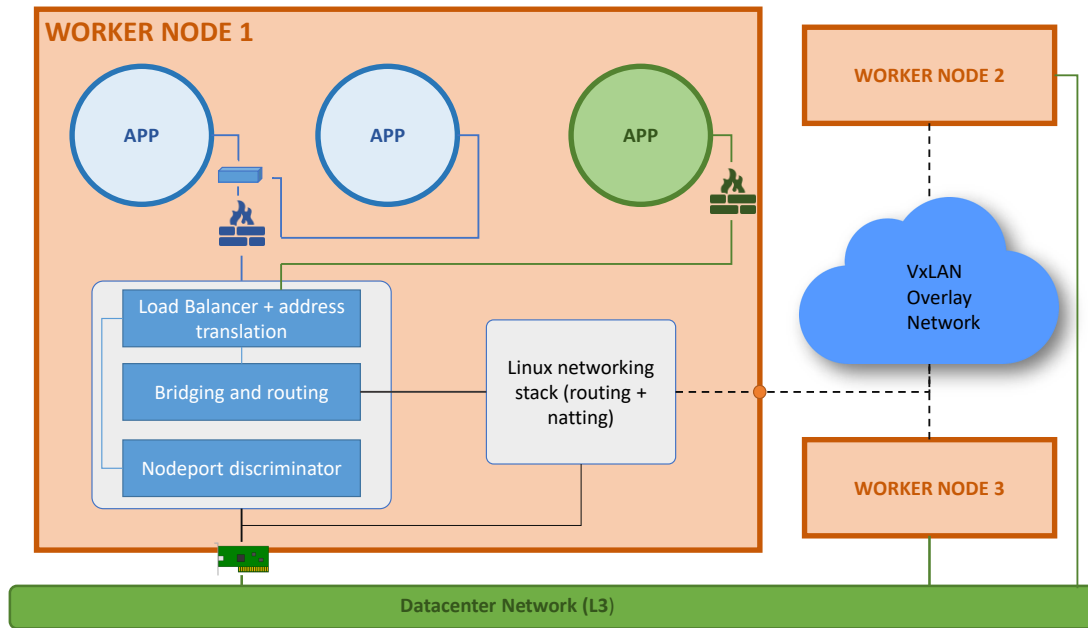 WORKER NODE 1
APP
APP
APP
Load Balancer + address
translation
Bridging and routing
Nodeport discriminator
Linux networking
stack (routing +
natting)
WORKER NODE 2
VxLAN
Overlay
Network
WORKER NODE 3
Datacenter Network (L3)